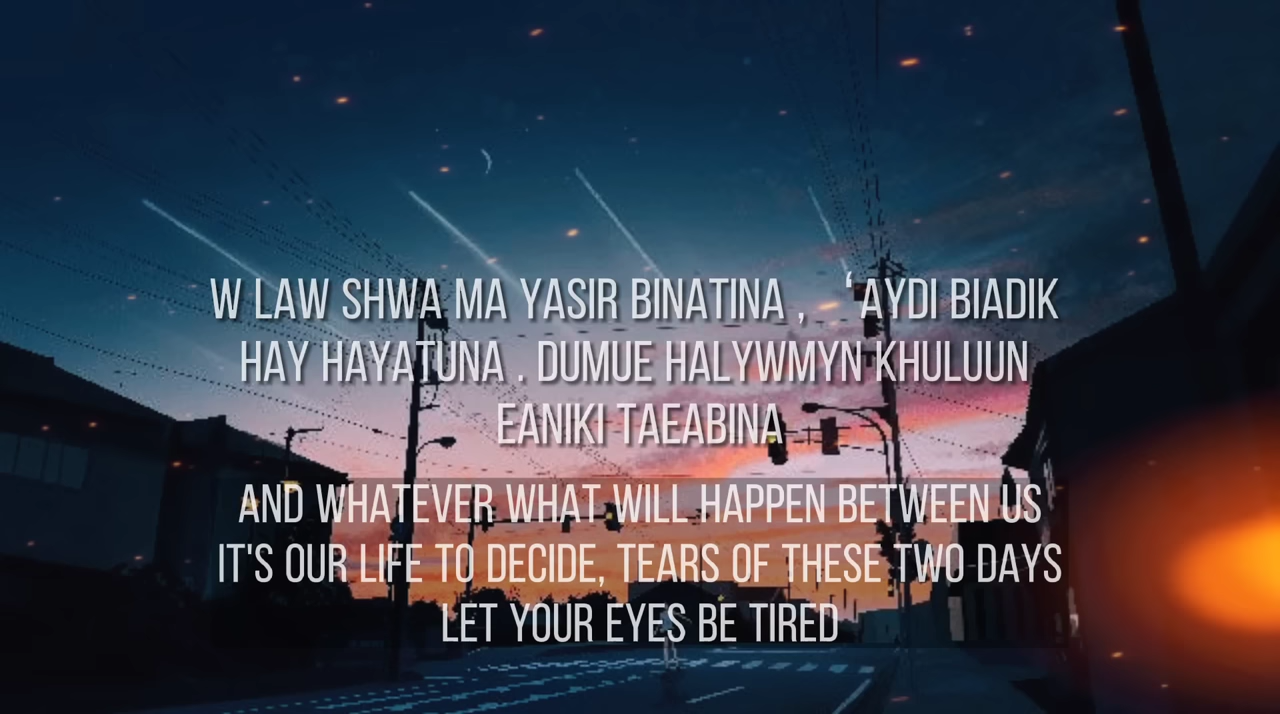 W LAW SHWA MA YASIR BINATINA , ‘AYDI BIADIK
HAY HAYATUNA . DUMUE HALYWMYN KHULUUN
EANIKI TAEABINA
AND WHATEVER WHAT WILL HAPPEN BETWEEN US
IT'S OUR LIFE TO DECIDE, TEARS OF THESE TWO DAYS
LET YOUR EYES BE TIRED